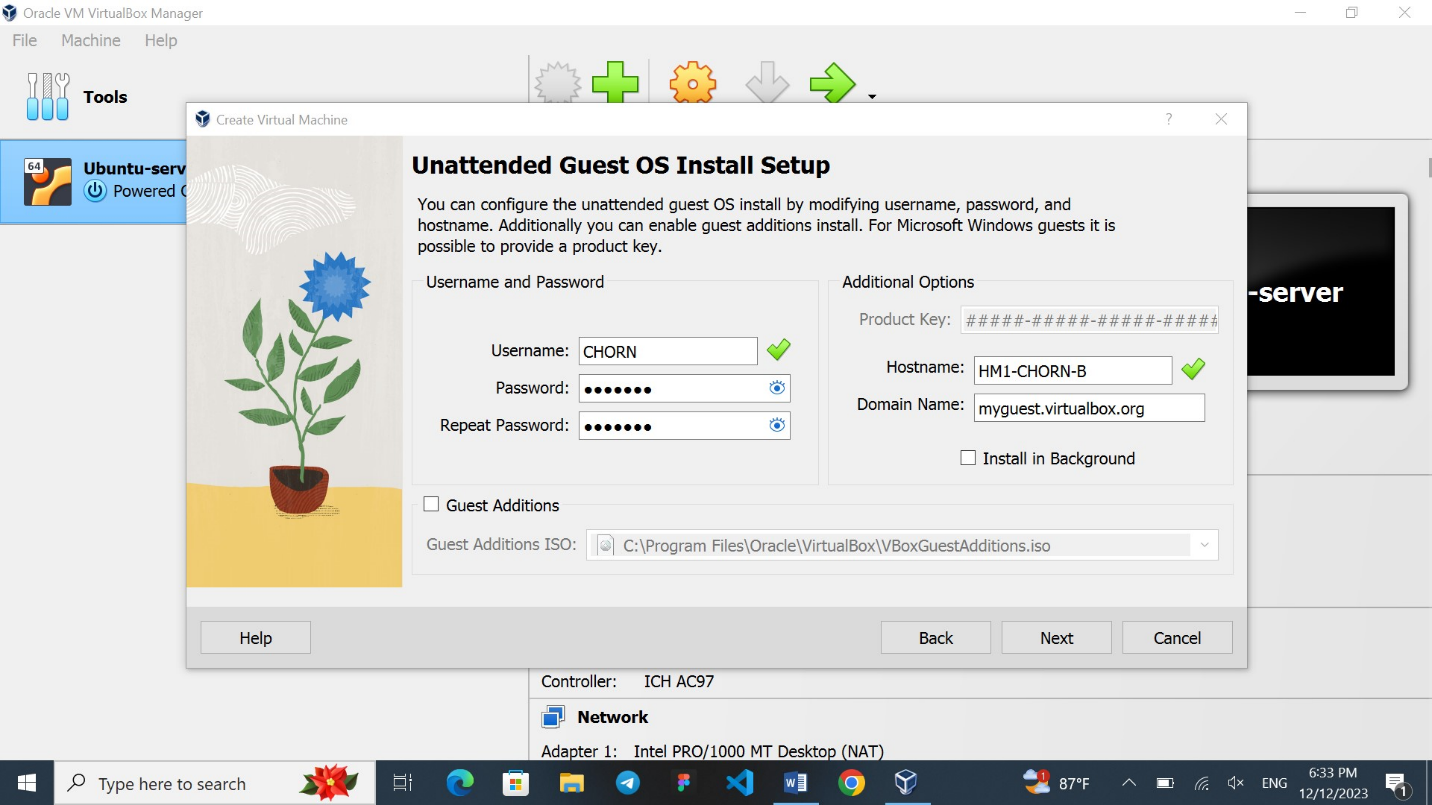 Oracle VM VirtualBox Manager
File Machine Help
Tools
64
Ubuntu-serv
Powered
Create Virtual Machine
?
Unattended Guest OS Install Setup
You can configure the unattended guest OS install by modifying username, password, and
hostname. Additionally you can enable guest additions install. For Microsoft Windows guests it is
possible to provide a product key.
Username and Password
Username: CHORN
Password: ●●●●●●●
Repeat Password: ●●●●●●●
Additional Options
Product Key: #####-#####-#####-#####
Hostname: HM1-CHORN-B
Domain Name: myguest.virtualbox.org
Install in Background
Guest Additions
Guest Additions ISO: C:\Program Files\Oracle\VirtualBox\VBoxGuestAdditions.iso
Help Back Next Cancel
-server
Controller: ICH AC97
Network
Adapter 1: Intel PRO/1000 MT Desktop (NAT)
Type here to search
1
87°F
ENG
6:33 PM
12/12/2023
1